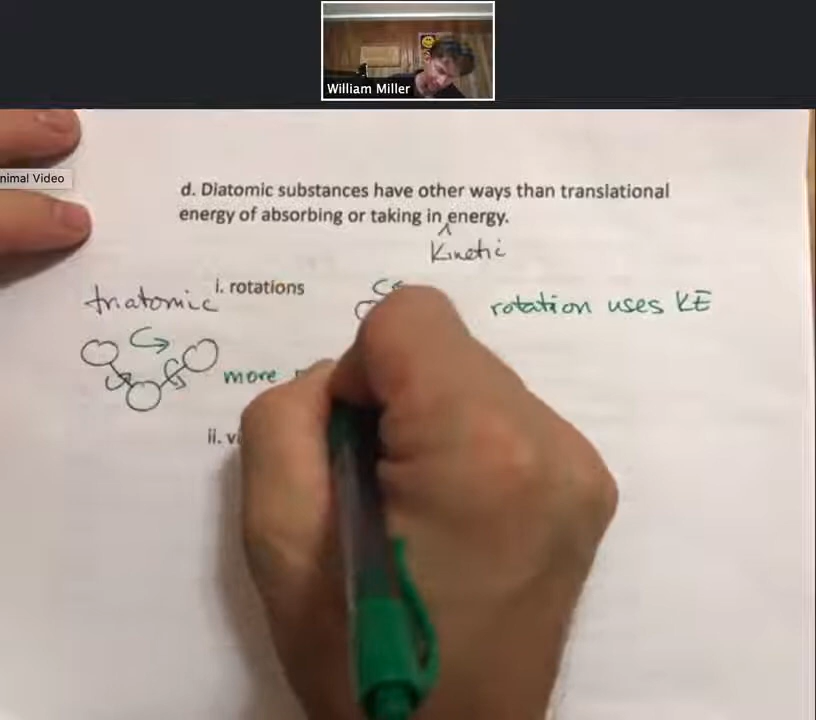 William Miller
nimal Video
d. Diatomic substances have other ways than translational
energy of absorbing or taking in energy.
Kinetic
triatomic
i. rotations
rotation uses KE
more
ii. vi